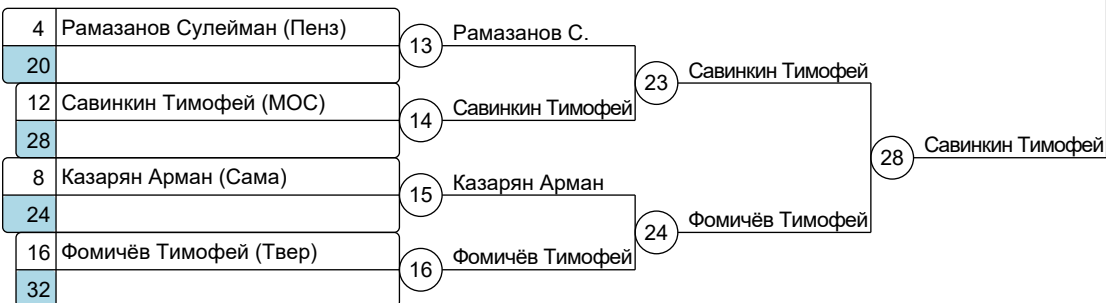 4 Рамазанов Сулейман (Пенз)
20
12 Савинкин Тимофей (МОС)
28
8 Казарян Арман (Сама)
24
16 Фомичёв Тимофей (Твер)
32
13 Рамазанов С.
14 Савинкин Тимофей
15 Казарян Арман
16 Фомичёв Тимофей
23 Савинкин Тимофей
24 Фомичёв Тимофей
28 Савинкин Тимофей